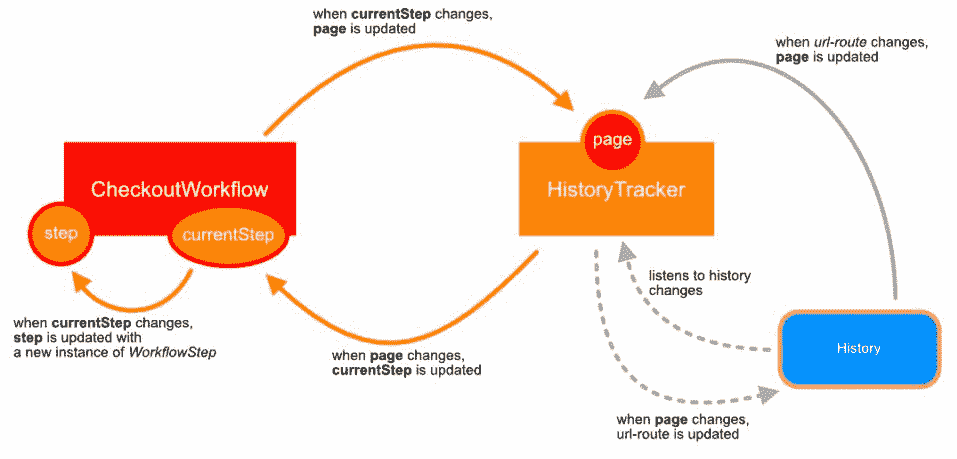 when currentStep changes,
page is updated
when url-route changes,
page is updated
page
CheckoutWorkflow
HistoryTracker
step
currentStep
listens to history
changes
when currentStep changes,
step is updated with
a new instance of WorkflowStep
when page changes,
currentStep is updated
History
when page changes,
url-route is updated